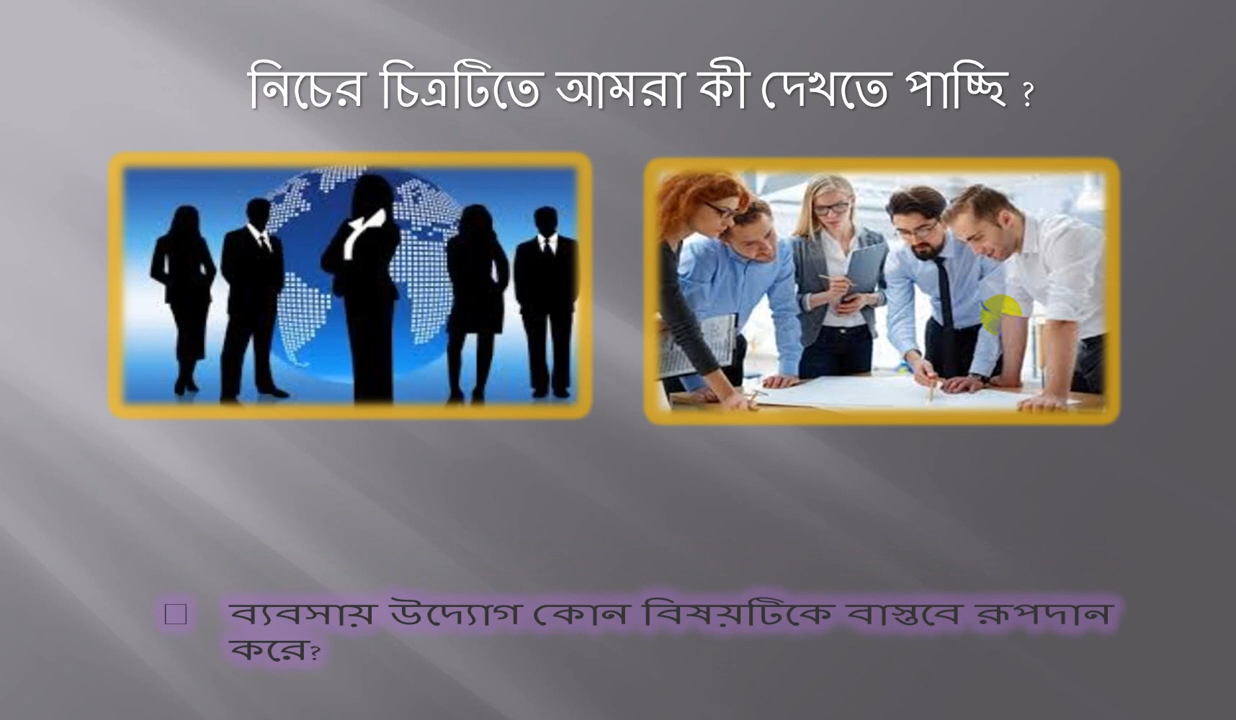 নিচের চিত্রটিতে আমরা কী দেখতে পাচ্ছি ?
ব্যবসায় উদ্যোগ কোন বিষয়টিকে বাস্তবে রূপদান
করে?